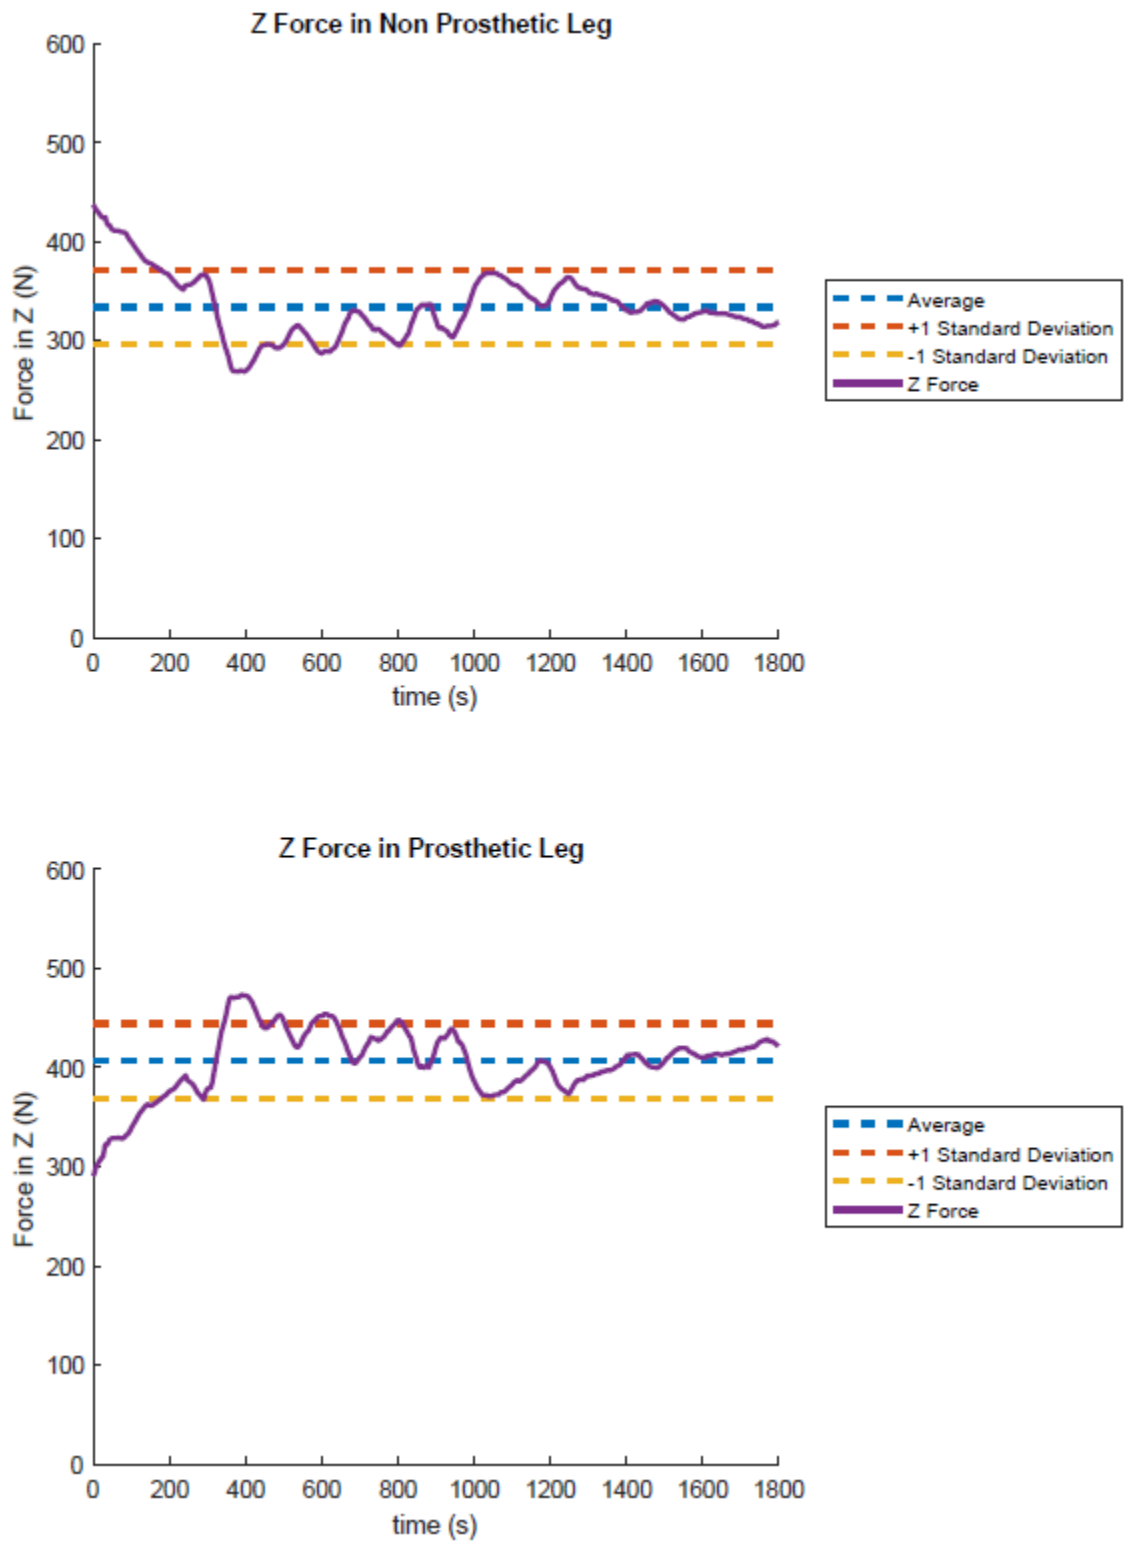 Z Force in Non Prosthetic Leg
600
500
400
300
200
100
0
Force in Z (N)
0 200 400 600 800 1000 1200 1400 1600 1800
time (s)
Average
+1 Standard Deviation
-1 Standard Deviation
Z Force
Z Force in Prosthetic Leg
600
500
400
300
200
100
0
Force in Z (N)
0 200 400 600 800 1000 1200 1400 1600 1800
time (s)
Average
+1 Standard Deviation
-1 Standard Deviation
Z Force